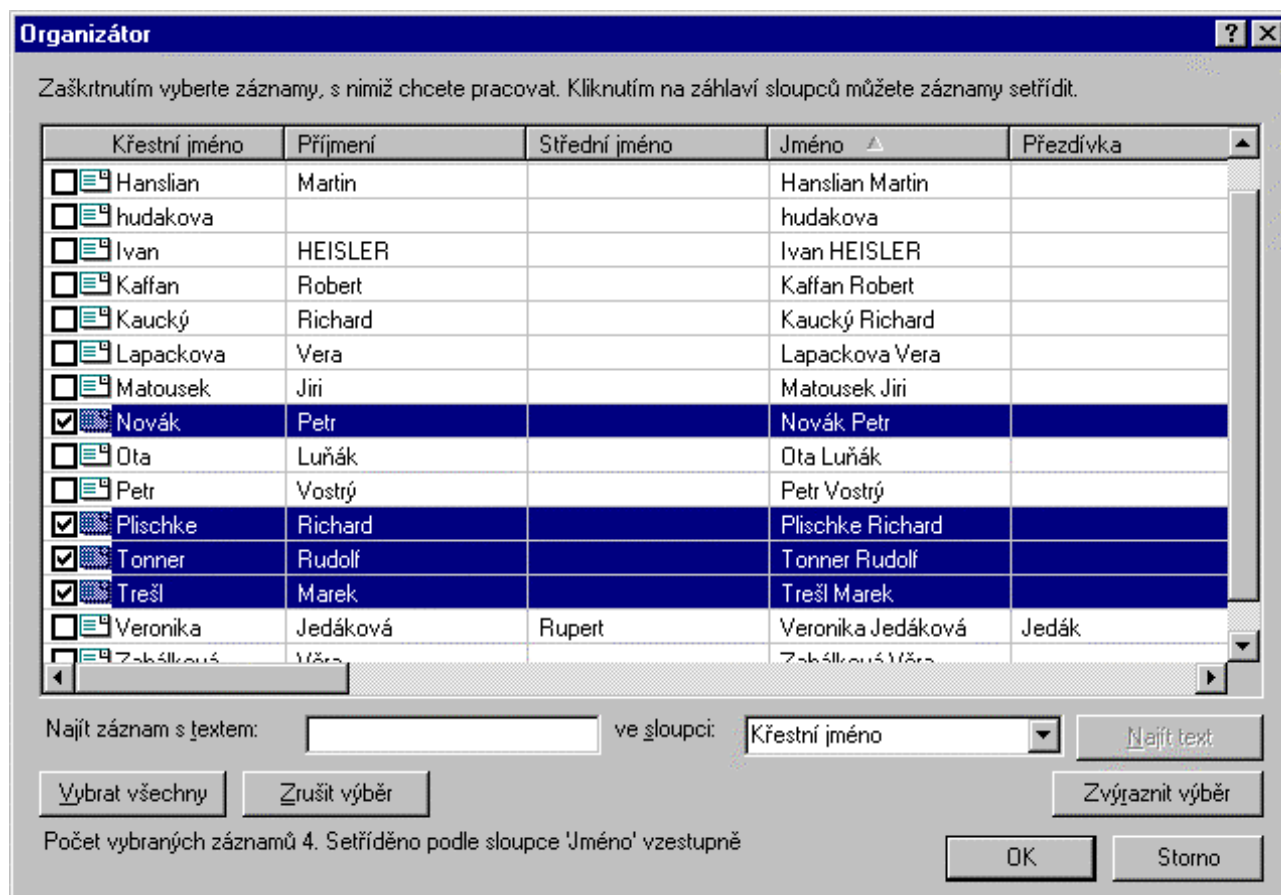 Organizátor
Zaškrtnutím vyberte záznamy, s nimiž chcete pracovat. Kliknutím na záhlaví sloupců můžete záznamy setřídit.
Křestní jméno Příjmení Střední jméno Jméno Přezdívka
Hanslian Martin Hanslian Martin
hudakova hudakova
Ivan HEISLER Ivan HEISLER
Kaffan Robert Kaffan Robert
Kaucký Richard Kaucký Richard
Lapackova Vera Lapackova Vera
Matousek Jiri Matousek Jiri
Novák Petr Novák Petr
Ota Luňák Ota Luňák
Petr Vostrý Petr Vostrý
Plischke Richard Plischke Richard
Tonner Rudolf Tonner Rudolf
Trešl Marek Trešl Marek
Veronika Jedáková Rupert Veronika Jedáková Jedák
Najít záznam s textem: ve sloupci: Křestní jméno Najít text
Vybrat všechny Zrušit výběr Zvýraznit výběr
Počet vybraných záznamů 4. Setříděno podle sloupce 'Jméno' vzestupně
OK Storno